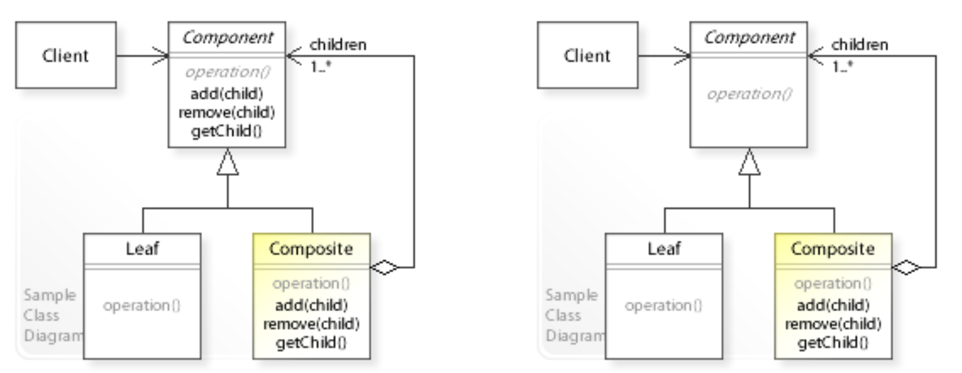 Client
Component
operation()
add(child)
remove(child)
getChild()
children
1..*
Leaf
operation()
Composite
operation()
add(child)
remove(child)
getChild()
Sample
Class
Diagram
Client
Component
operation()
children
1..*
Leaf
operation()
Composite
operation()
add(child)
remove(child)
getChild()
Sample
Class
Diagram